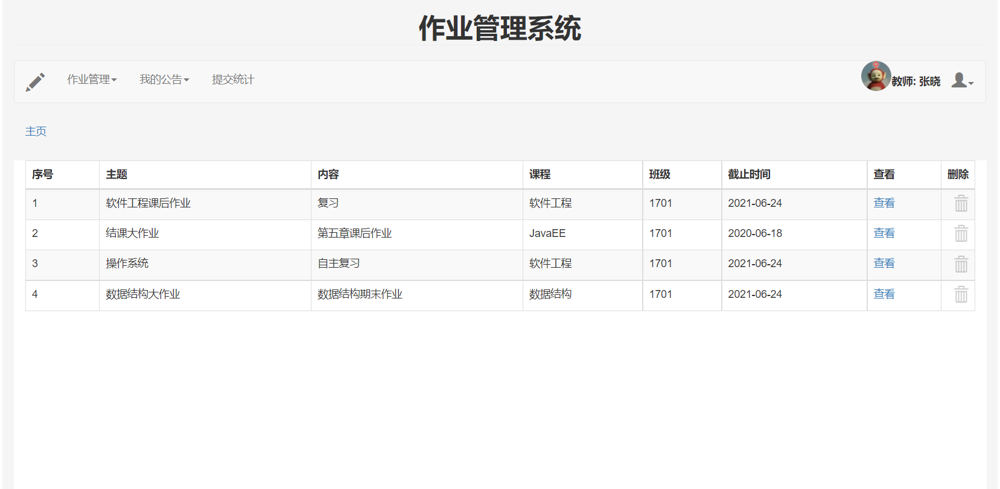 作业管理系统
作业管理 我的公告 提交统计 教师: 张晓
主页
序号 主题 内容 课程 班级 截止时间 查看 删除
1 软件工程课后作业 复习 软件工程 1701 2021-06-24 查看
2 结课大作业 第五章课后作业 JavaEE 1701 2020-06-18 查看
3 操作系统 自主复习 软件工程 1701 2021-06-24 查看
4 数据结构大作业 数据结构期末作业 数据结构 1701 2021-06-24 查看